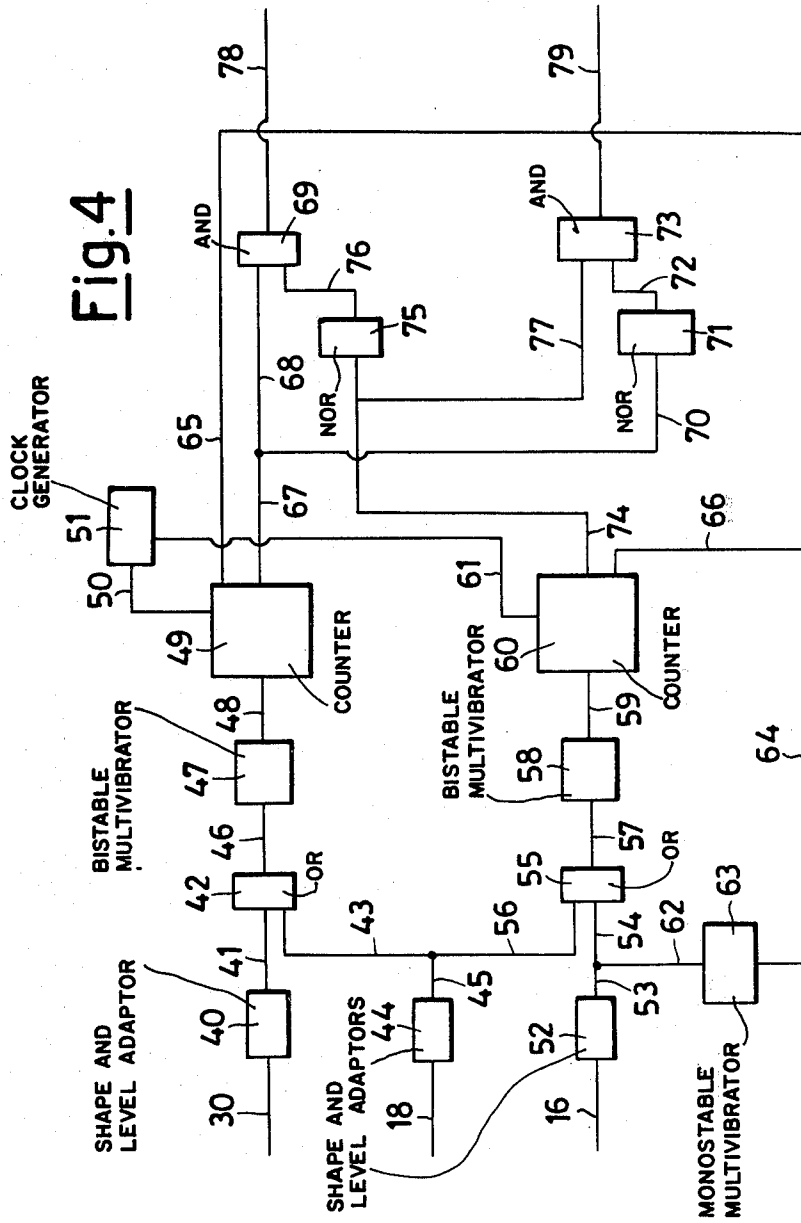 Fig.4
CLOCK
GENERATOR
51
50
BISTABLE
MULTIVIBRATOR
SHAPE AND
LEVEL ADAPTOR
30
40
41
42
OR
46
47
48
49
COUNTER
65
67
68
AND
69
78
76
NOR
75
43
SHAPE AND
LEVEL ADAPTORS
18
44
45
56
61
74
77
AND
73
79
72
NOR
71
70
BISTABLE
MULTIVIBRATOR
16
52
53
54
55
OR
57
58
59
60
COUNTER
66
62
63
MONOSTABLE
MULTIVIBRATOR
64